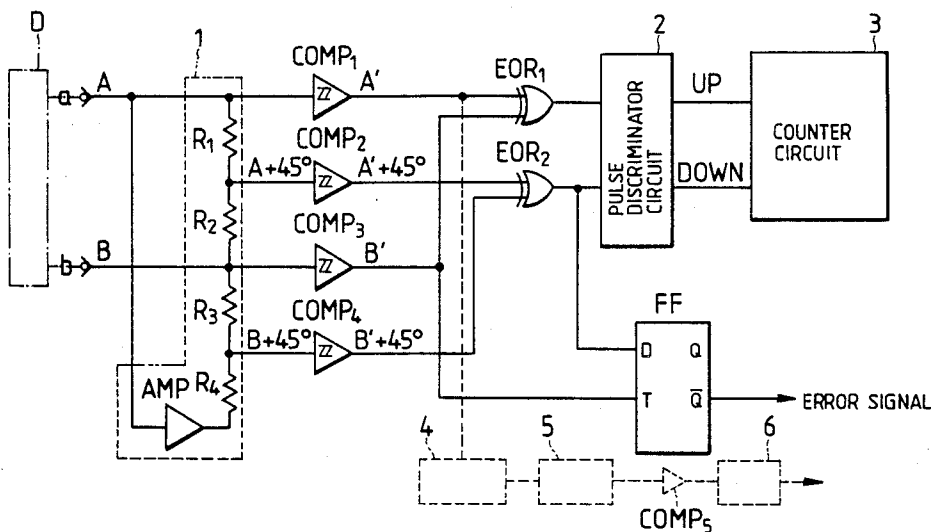 D
1
2
3
COMP₁
EOR₁
A
A'
UP
R₁
COMP₂
EOR₂
PULSE
DISCRIMINATOR
CIRCUIT
COUNTER
CIRCUIT
a
A+45°
A'+45°
DOWN
R₂
COMP₃
b
B
B'
R₃
COMP₄
FF
B+45°
B'+45°
D
Q
AMP
R₄
T
Q̅
ERROR SIGNAL
4
5
6
COMP₅